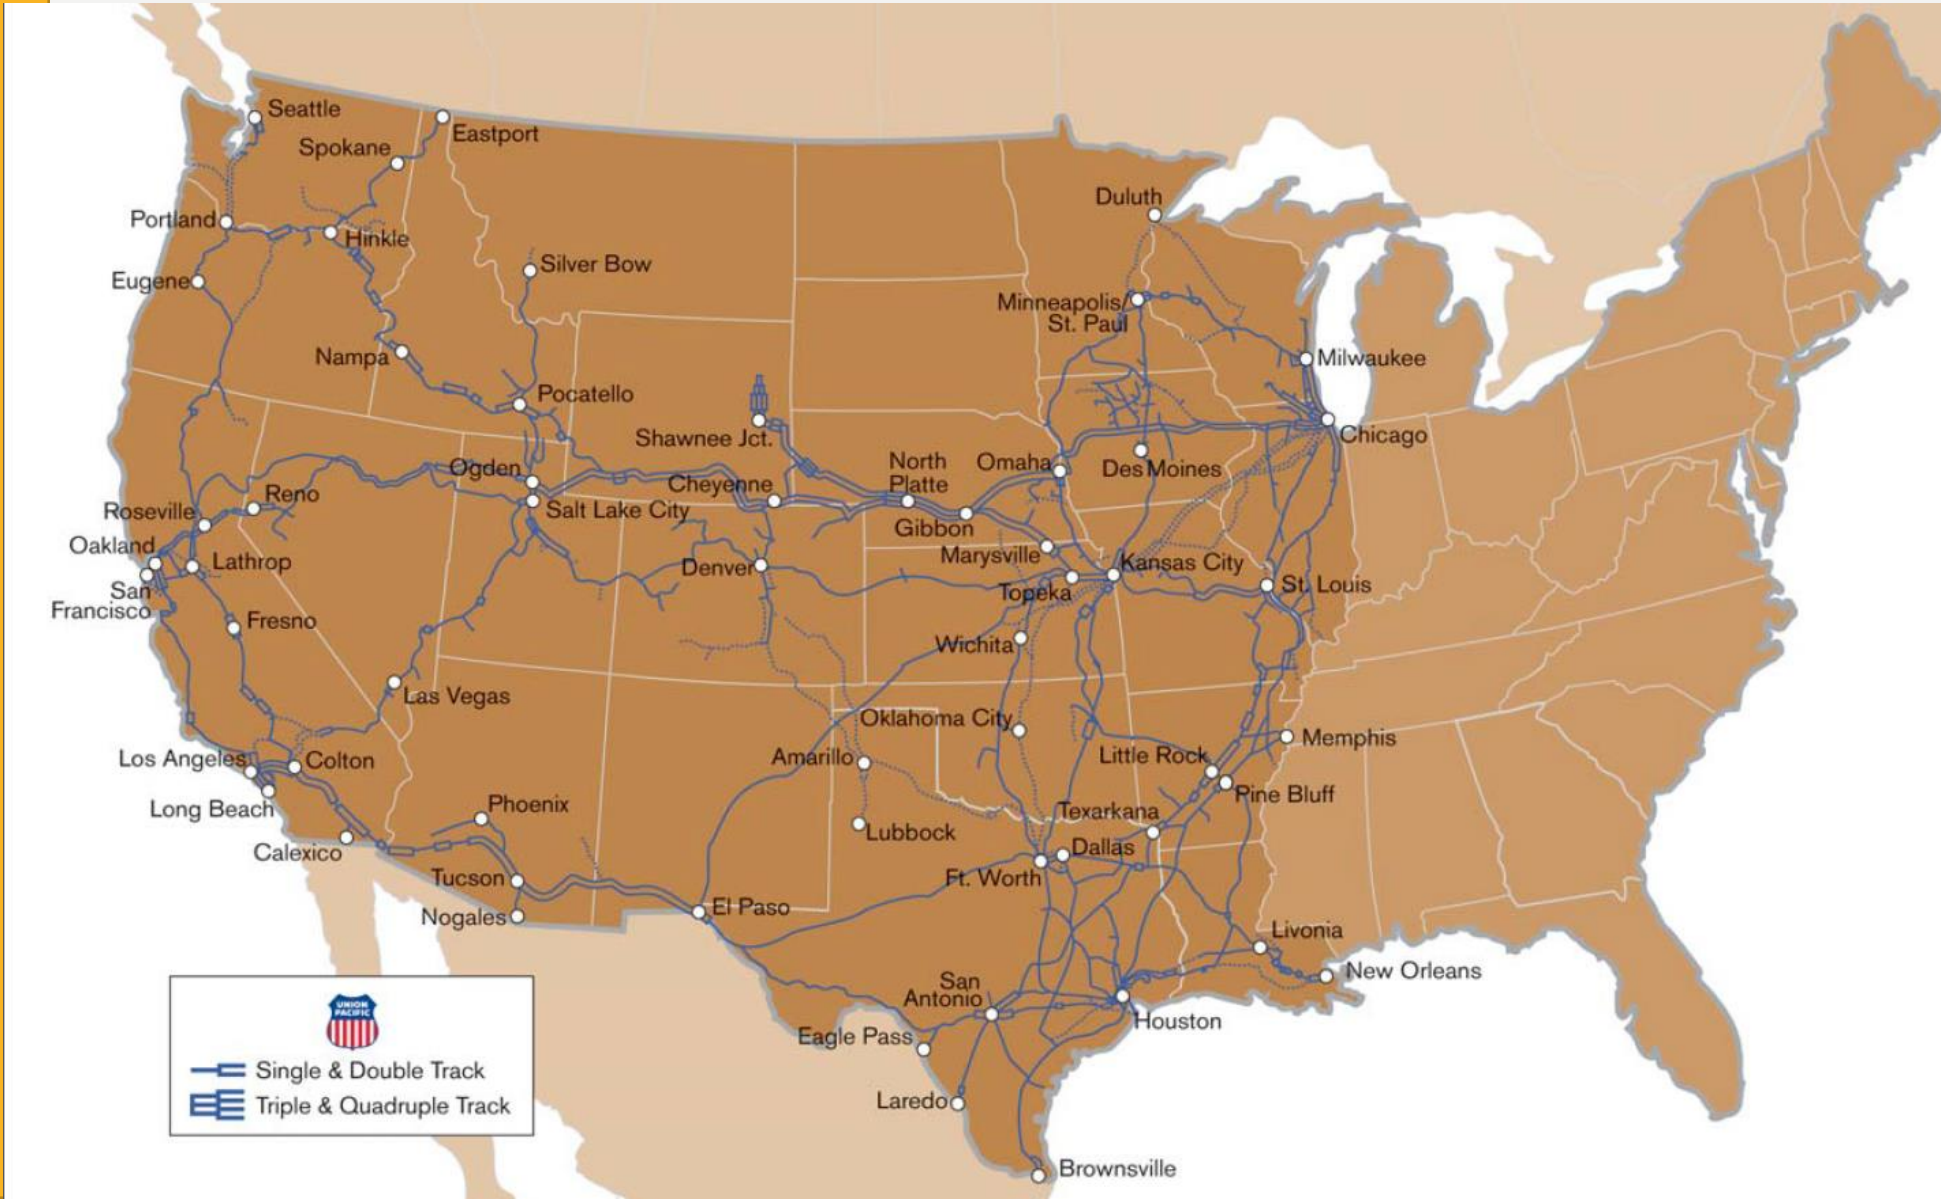 Seattle
Eastport
Spokane
Duluth
Portland
Hinkle
Silver Bow
Eugene
Minneapolis/
St. Paul
Nampa
Milwaukee
Pocatello
Shawnee Jct.
Chicago
Ogden
North
Platte
Omaha
Des Moines
Cheyenne
Reno
Roseville
Salt Lake City
Gibbon
Oakland
Marysville
Lathrop
Denver
Kansas City
San
Francisco
Topeka
St. Louis
Fresno
Wichita
Las Vegas
Oklahoma City
Memphis
Los Angeles
Colton
Amarillo
Little Rock
Long Beach
Phoenix
Pine Bluff
Texarkana
Lubbock
Calexico
Dallas
Tucson
Ft. Worth
Nogales
El Paso
Livonia
New Orleans
San
Antonio
Houston
Eagle Pass
Laredo
Brownsville
UNION
PACIFIC
Single & Double Track
Triple & Quadruple Track